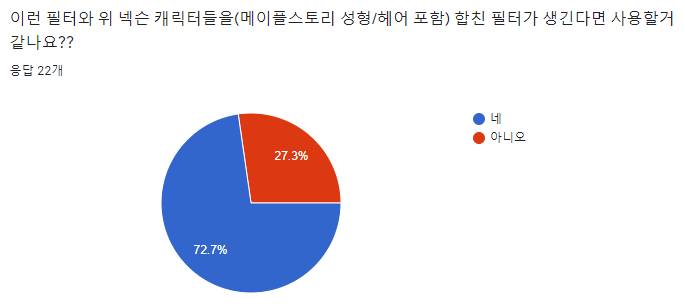 이런 필터와 위 넥슨 캐릭터들을(메이플스토리 성형/헤어 포함) 합친 필터가 생긴다면 사용할거
같나요??
응답 22개
네
아니오
27.3%
72.7%